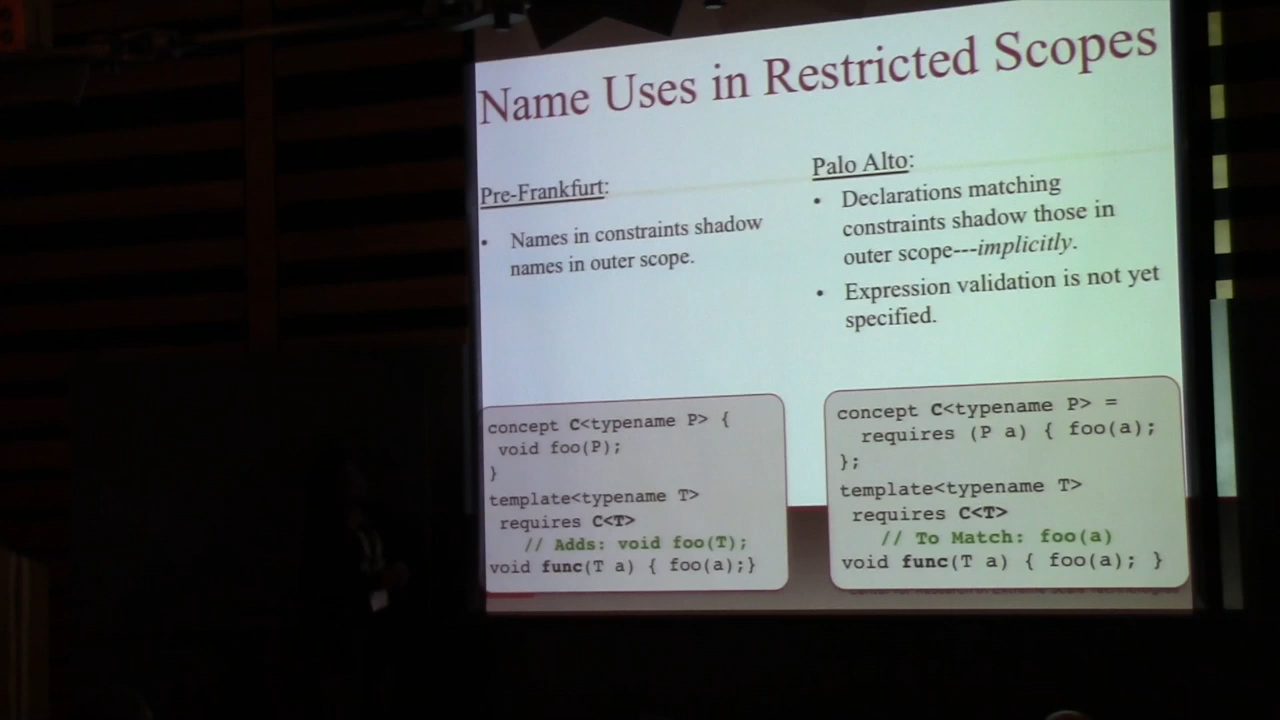 Name Uses in Restricted Scopes
Pre-Frankfurt:
• Names in constraints shadow
names in outer scope.
concept C<typename P> {
void foo(P);
}
template<typename T>
requires C<T>
// Adds: void foo(T);
void func(T a) { foo(a);}
Palo Alto:
• Declarations matching
constraints shadow those in
outer scope---implicitly.
• Expression validation is not yet
specified.
concept C<typename P> =
requires (P a) { foo(a);
};
template<typename T>
requires C<T>
// To Match: foo(a)
void func(T a) { foo(a); }